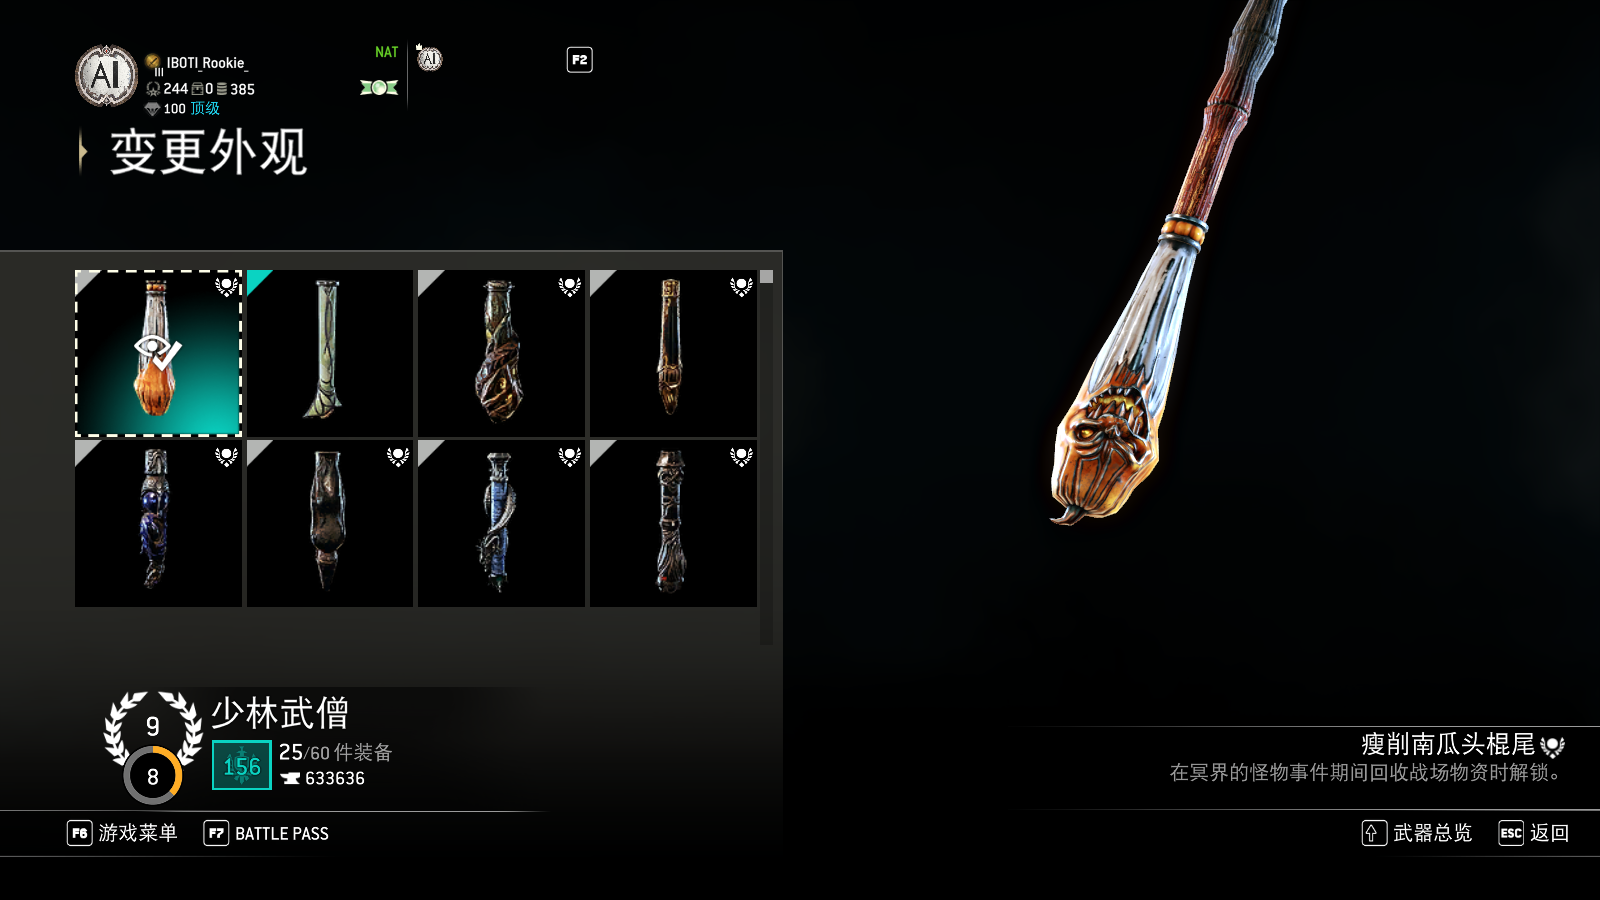 AI
IBOTI_Rookie_
III
244 0 385
100 顶级
NAT
AI
F2
变更外观
9
8
少林武僧
156
25/60 件装备
633636
瘦削南瓜头棍尾
在冥界的怪物事件期间回收战场物资时解锁。
F6 游戏菜单 F7 BATTLE PASS
武器总览 ESC 返回